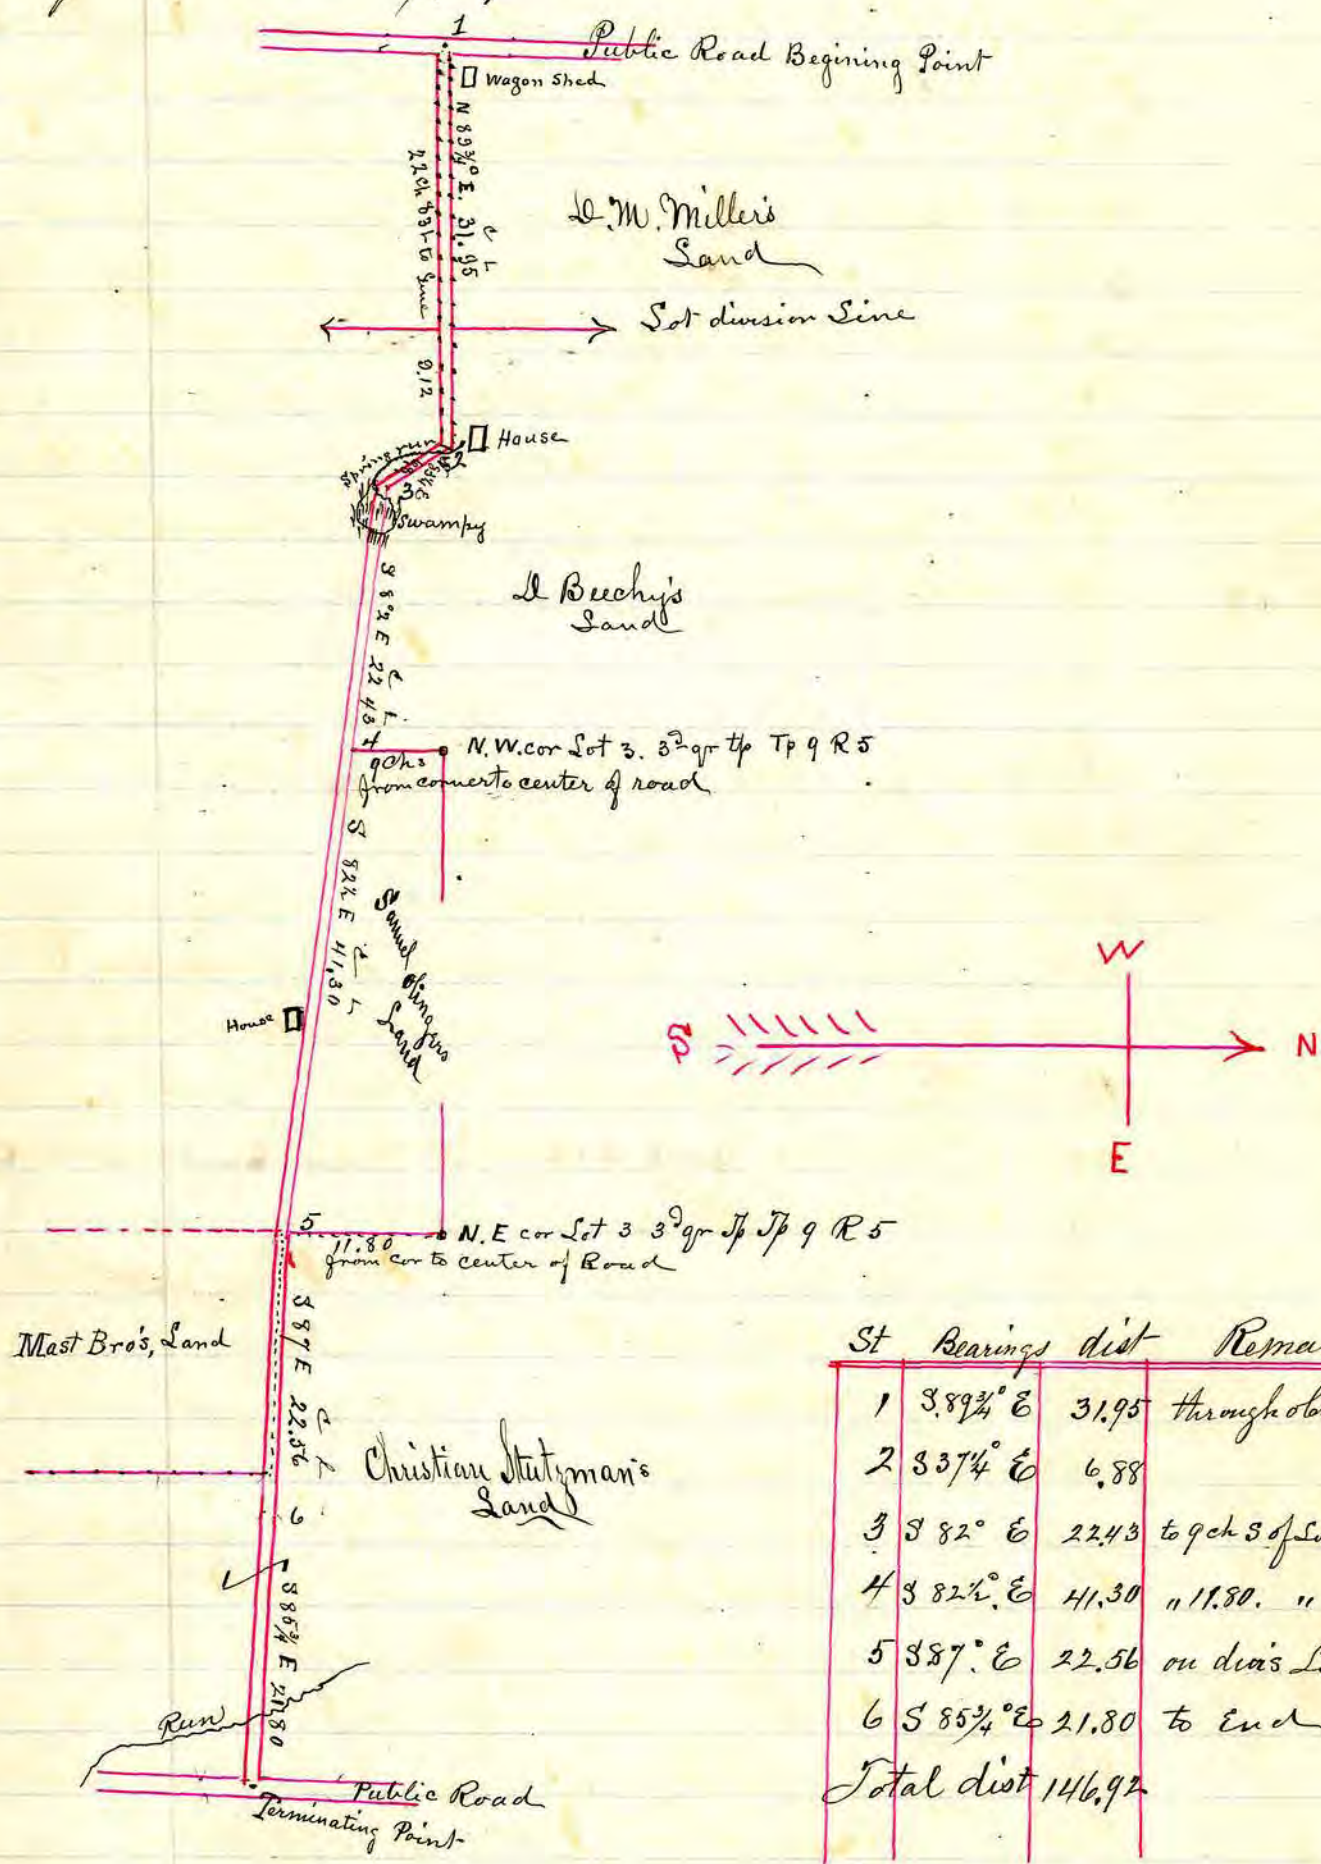 1
Public Road Begining Point
Wagon Shed
N 89¾° E. 31.95
C L
22 Ch 83 L to Line
D. M. Miller's
Land
Lot division Line
9.12
House
Spring run
2
3
Swampy
D Beechy's
Land
S 82° E 22 43
C L
4
9 Chs
N.W. cor Lot 3. 3d qr tp Tp 9 R 5
from corner to center of road
S 82½ E 41,30
C L
Samuel
Land
House
W
S
N
E
5
11.80
N. E cor Lot 3 3d qr Tp Tp 9 R 5
from cor to center of Road
Mast Bro's, Land
S 87 E 22.56
C L
Christian Stutzman's
Land
6
S 85¾ E 21.80
Run
Public Road
Terminating Point
St Bearings dist Rema
1 S. 89¾° E 31.95 through ol
2 S 37¼° E 6.88
3 S 82° E 22.43 to 9 ch S of
4 S 82½° E 41.30 " 11.80. "
5 S 87° E 22.56 on divis L
6 S 85¾° E 21.80 to End
Total dist 146.92